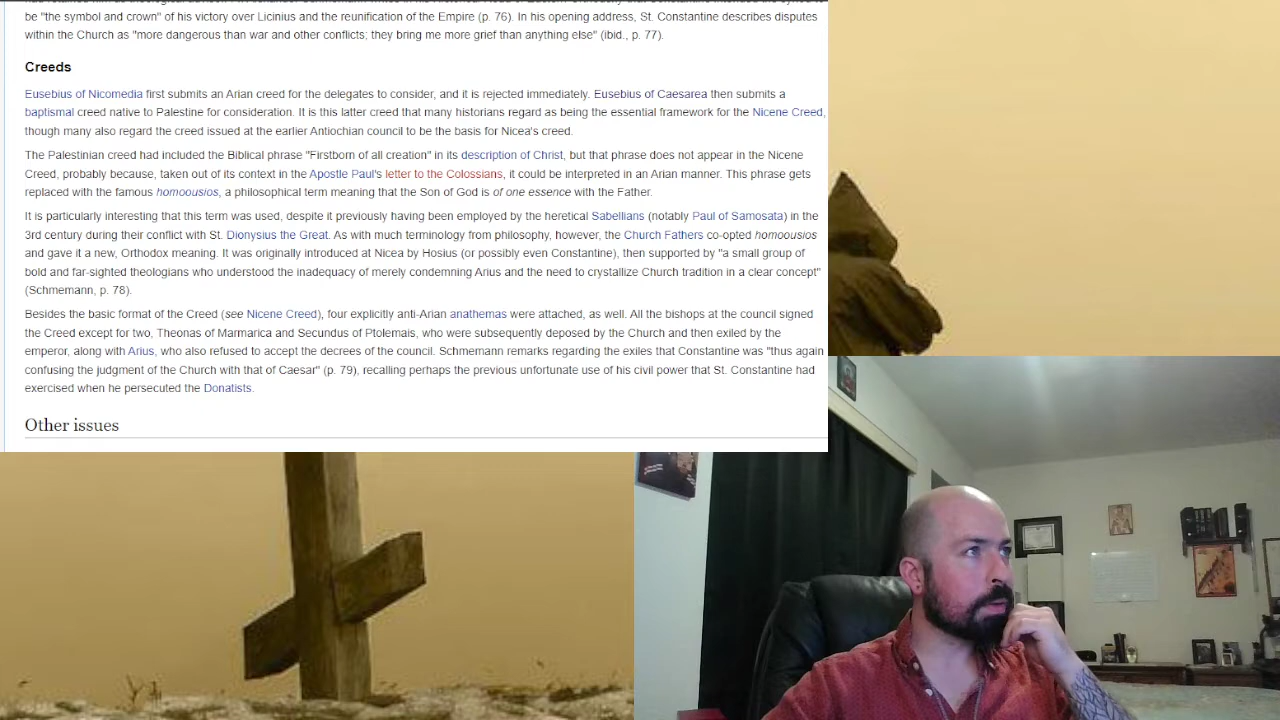 be "the symbol and crown" of his victory over Licinius and the reunification of the Empire (p. 76). In his opening address, St. Constantine describes disputes
within the Church as "more dangerous than war and other conflicts; they bring me more grief than anything else" (ibid., p. 77).
Creeds
Eusebius of Nicomedia first submits an Arian creed for the delegates to consider, and it is rejected immediately. Eusebius of Caesarea then submits a
baptismal creed native to Palestine for consideration. It is this latter creed that many historians regard as being the essential framework for the Nicene Creed,
though many also regard the creed issued at the earlier Antiochian council to be the basis for Nicea's creed.
The Palestinian creed had included the Biblical phrase "Firstborn of all creation" in its description of Christ, but that phrase does not appear in the Nicene
Creed, probably because, taken out of its context in the Apostle Paul's letter to the Colossians, it could be interpreted in an Arian manner. This phrase gets
replaced with the famous homoousios, a philosophical term meaning that the Son of God is of one essence with the Father.
It is particularly interesting that this term was used, despite it previously having been employed by the heretical Sabellians (notably Paul of Samosata) in the
3rd century during their conflict with St. Dionysius the Great. As with much terminology from philosophy, however, the Church Fathers co-opted homoousios
and gave it a new, Orthodox meaning. It was originally introduced at Nicea by Hosius (or possibly even Constantine), then supported by "a small group of
bold and far-sighted theologians who understood the inadequacy of merely condemning Arius and the need to crystallize Church tradition in a clear concept"
(Schmemann, p. 78).
Besides the basic format of the Creed (see Nicene Creed), four explicitly anti-Arian anathemas were attached, as well. All the bishops at the council signed
the Creed except for two, Theonas of Marmarica and Secundus of Ptolemais, who were subsequently deposed by the Church and then exiled by the
emperor, along with Arius, who also refused to accept the decrees of the council. Schmemann remarks regarding the exiles that Constantine was "thus again
confusing the judgment of the Church with that of Caesar" (p. 79), recalling perhaps the previous unfortunate use of his civil power that St. Constantine had
exercised when he persecuted the Donatists.
Other issues